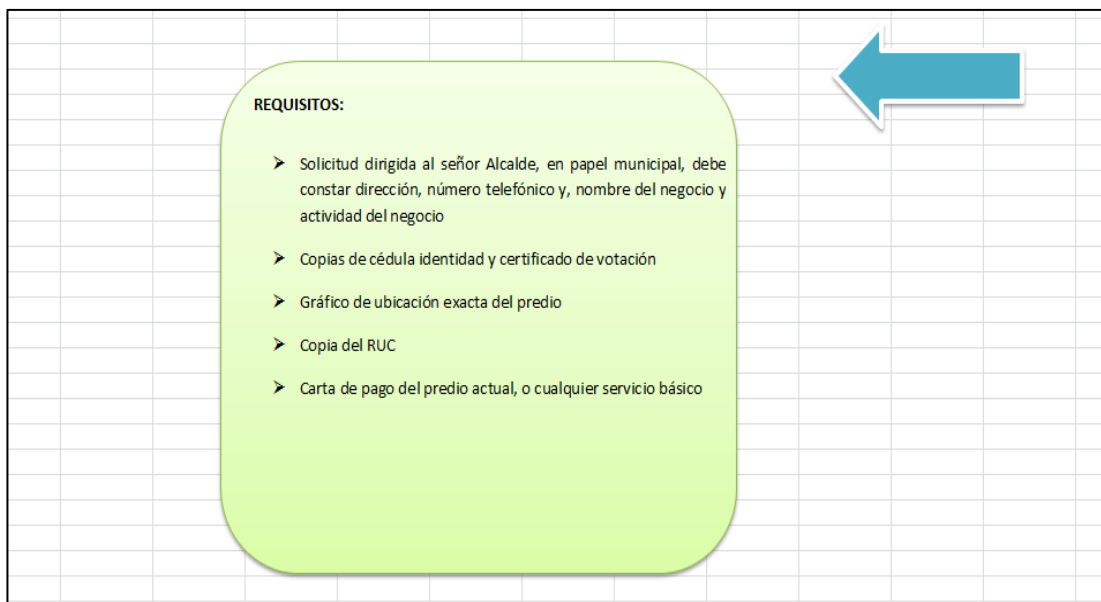 REQUISITOS:
➢ Solicitud dirigida al señor Alcalde, en papel municipal, debe
constar dirección, número telefónico y, nombre del negocio y
actividad del negocio
➢ Copias de cédula identidad y certificado de votación
➢ Gráfico de ubicación exacta del predio
➢ Copia del RUC
➢ Carta de pago del predio actual, o cualquier servicio básico